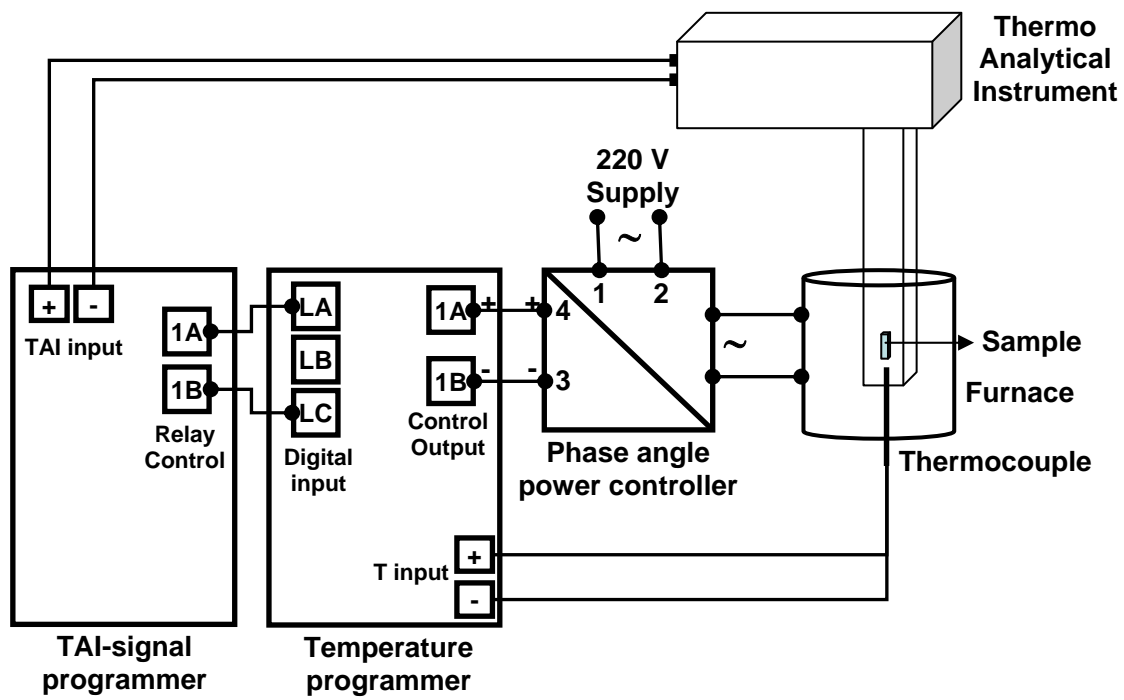 Thermo
Analytical
Instrument
220 V
Supply
~
1 2
+ -
TAI input
1A
1B
Relay
Control
LA
LB
LC
Digital
input
1A + + 4
1B - - 3
Control
Output
~
Phase angle
power controller
Sample
Furnace
Thermocouple
T input
+
-
TAI-signal
programmer
Temperature
programmer